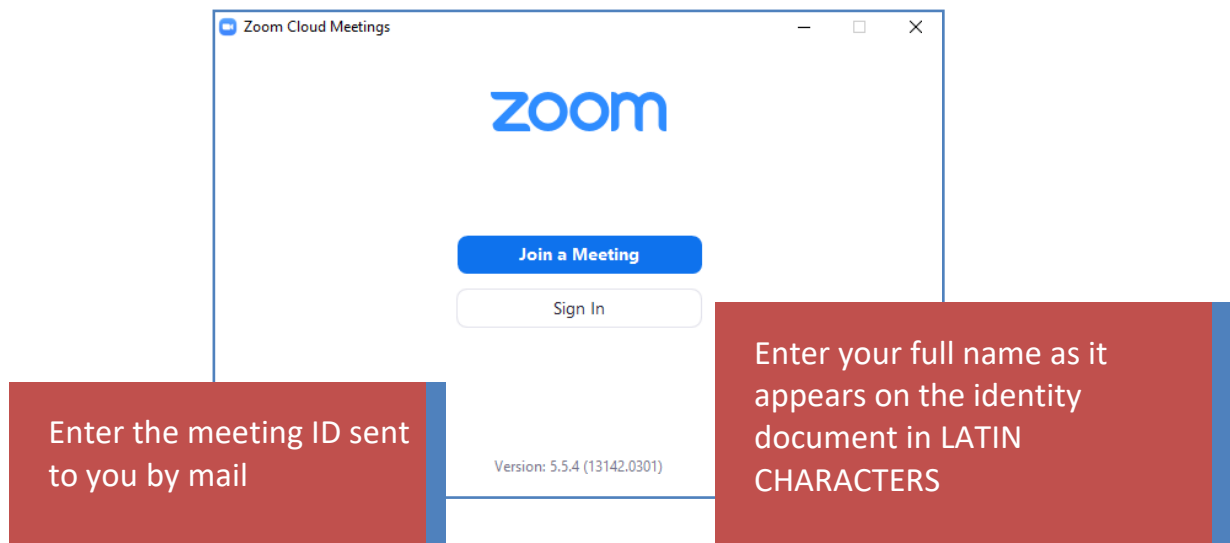 Zoom Cloud Meetings
zoom
Join a Meeting
Sign In
Enter your full name as it
appears on the identity
document in LATIN
CHARACTERS
Enter the meeting ID sent
to you by mail
Version: 5.5.4 (13142.0301)